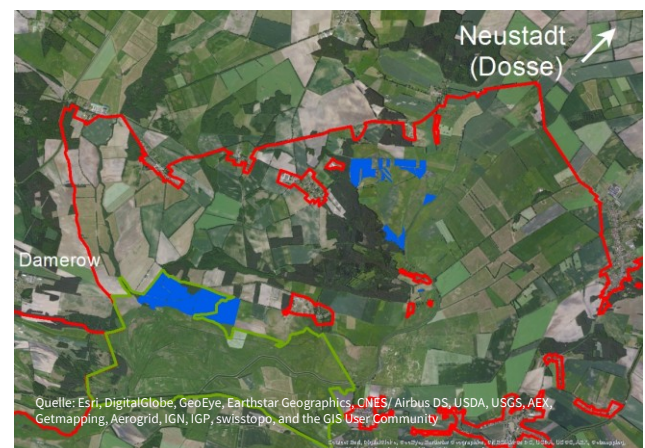 Neustadt
(Dosse)
Damerow
Quelle: Esri, DigitalGlobe, GeoEye, Earthstar Geographics, CNES/ Airbus DS, USDA, USGS, AEX,
Getmapping, Aerogrid, IGN, IGP, swisstopo, and the GIS User Community